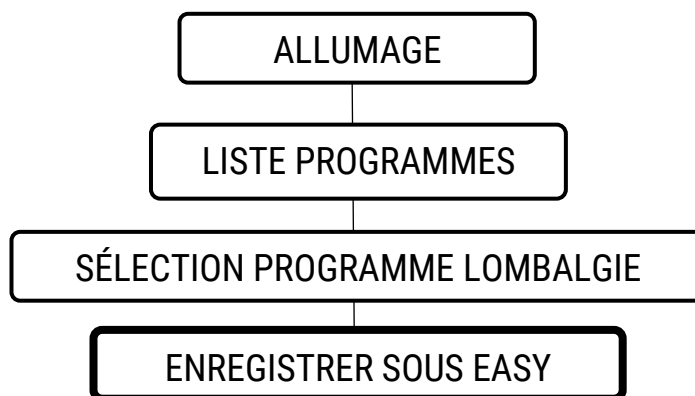 ALLUMAGE
LISTE PROGRAMMES
SÉLECTION PROGRAMME LOMBALGIE
ENREGISTRER SOUS EASY